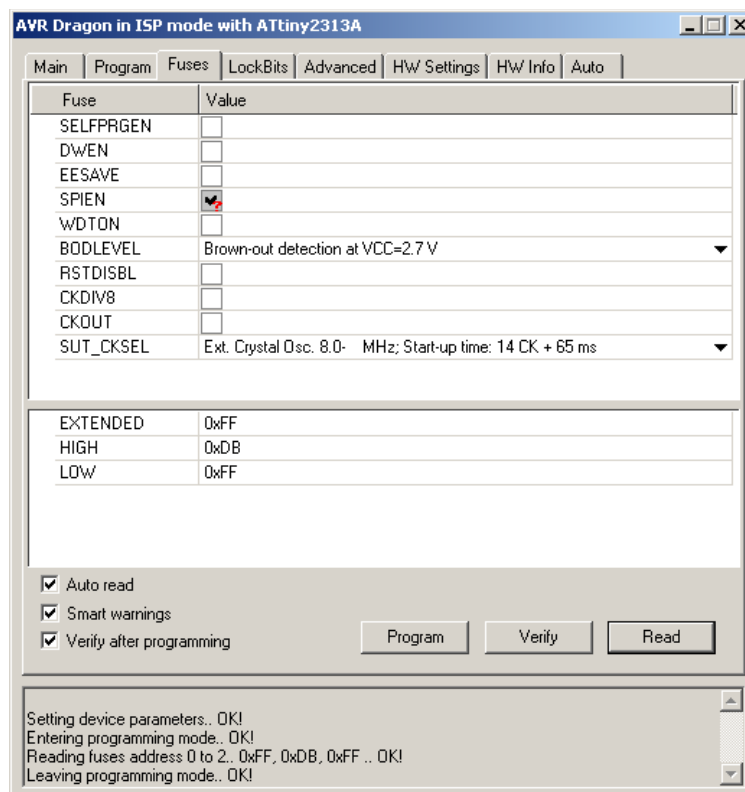 AVR Dragon in ISP mode with ATtiny2313A
Main Program Fuses LockBits Advanced HW Settings HW Info Auto
Fuse Value
SELFPRGEN
DWEN
EESAVE
SPIEN
WDTON
BODLEVEL Brown-out detection at VCC=2.7 V
RSTDISBL
CKDIV8
CKOUT
SUT_CKSEL Ext. Crystal Osc. 8.0- MHz; Start-up time: 14 CK + 65 ms
EXTENDED 0xFF
HIGH 0xDB
LOW 0xFF
Auto read
Smart warnings
Verify after programming
Program Verify Read
Setting device parameters.. OK!
Entering programming mode.. OK!
Reading fuses address 0 to 2.. 0xFF, 0xDB, 0xFF .. OK!
Leaving programming mode.. OK!